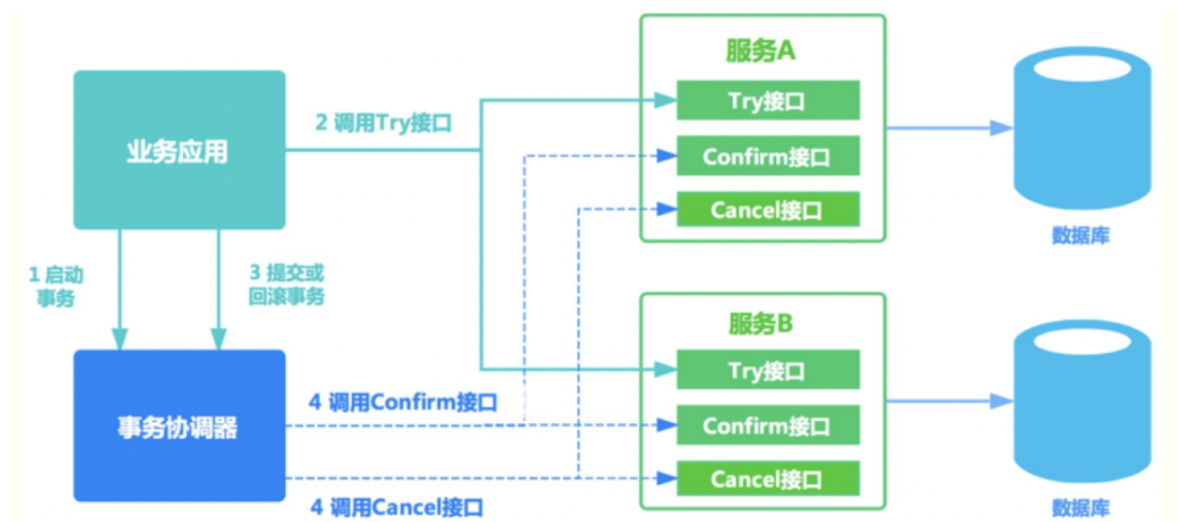 服务A
Try接口
2 调用Try接口
业务应用
Confirm接口
Cancel接口
数据库
1 启动
事务
3 提交或
回滚事务
服务B
Try接口
4 调用Confirm接口
事务协调器
Confirm接口
Cancel接口
4 调用Cancel接口
数据库